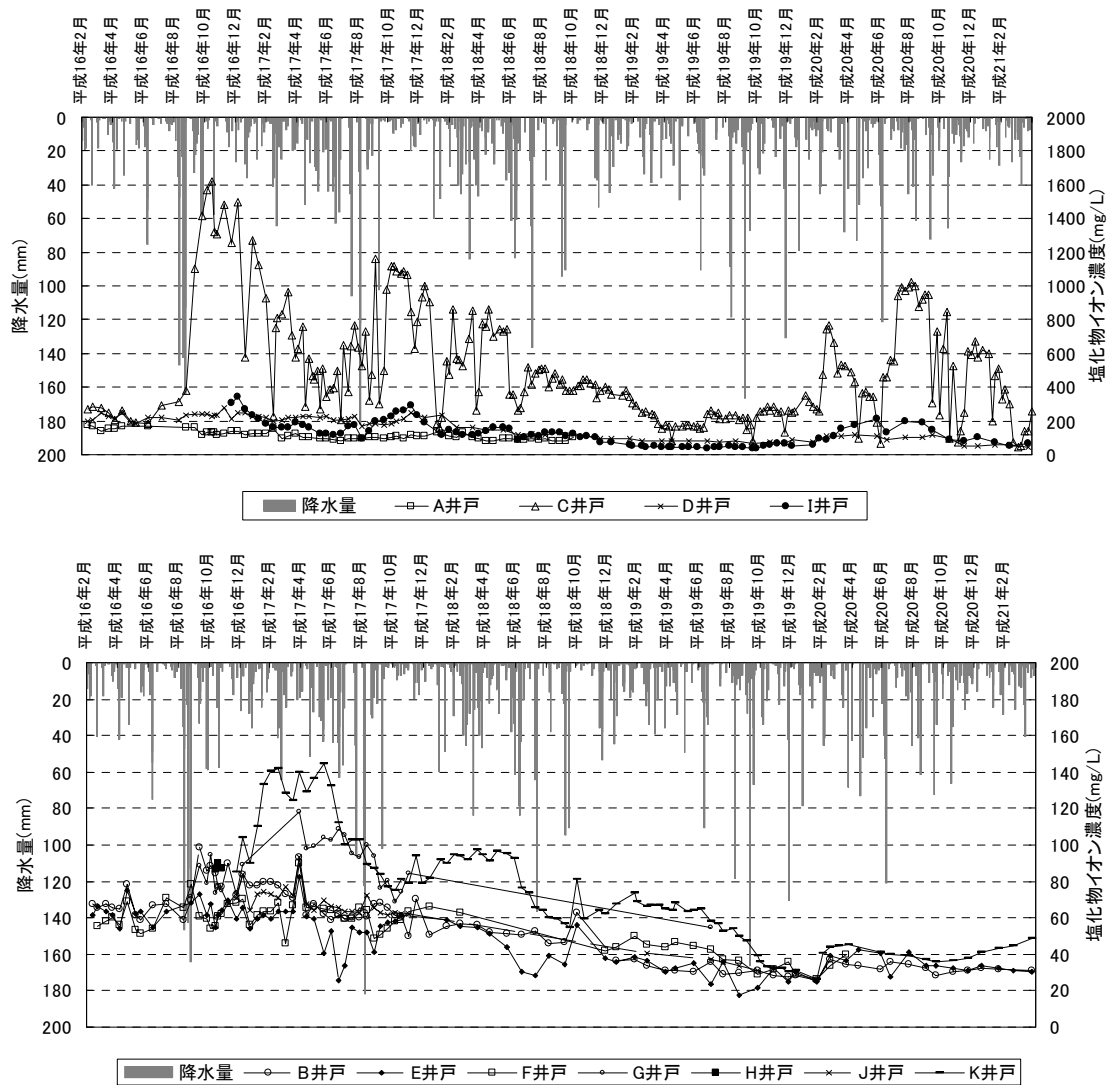 平成16年2月
平成16年4月
平成16年6月
平成16年8月
平成16年10月
平成16年12月
平成17年2月
平成17年4月
平成17年6月
平成17年8月
平成17年10月
平成17年12月
平成18年2月
平成18年4月
平成18年6月
平成18年8月
平成18年10月
平成18年12月
平成19年2月
平成19年4月
平成19年6月
平成19年8月
平成19年10月
平成19年12月
平成20年2月
平成20年4月
平成20年6月
平成20年8月
平成20年10月
平成20年12月
平成21年2月
0
20
40
60
80
100
120
140
160
180
200
降水量(mm)
2000
1800
1600
1400
1200
1000
800
600
400
200
0
塩化物イオン濃度(mg/L)
降水量 A井戸 C井戸 D井戸 I井戸
平成16年2月
平成16年4月
平成16年6月
平成16年8月
平成16年10月
平成16年12月
平成17年2月
平成17年4月
平成17年6月
平成17年8月
平成17年10月
平成17年12月
平成18年2月
平成18年4月
平成18年6月
平成18年8月
平成18年10月
平成18年12月
平成19年2月
平成19年4月
平成19年6月
平成19年8月
平成19年10月
平成19年12月
平成20年2月
平成20年4月
平成20年6月
平成20年8月
平成20年10月
平成20年12月
平成21年2月
0
20
40
60
80
100
120
140
160
180
200
降水量(mm)
200
180
160
140
120
100
80
60
40
20
0
塩化物イオン濃度(mg/L)
降水量 B井戸 E井戸 F井戸 G井戸 H井戸 J井戸 K井戸